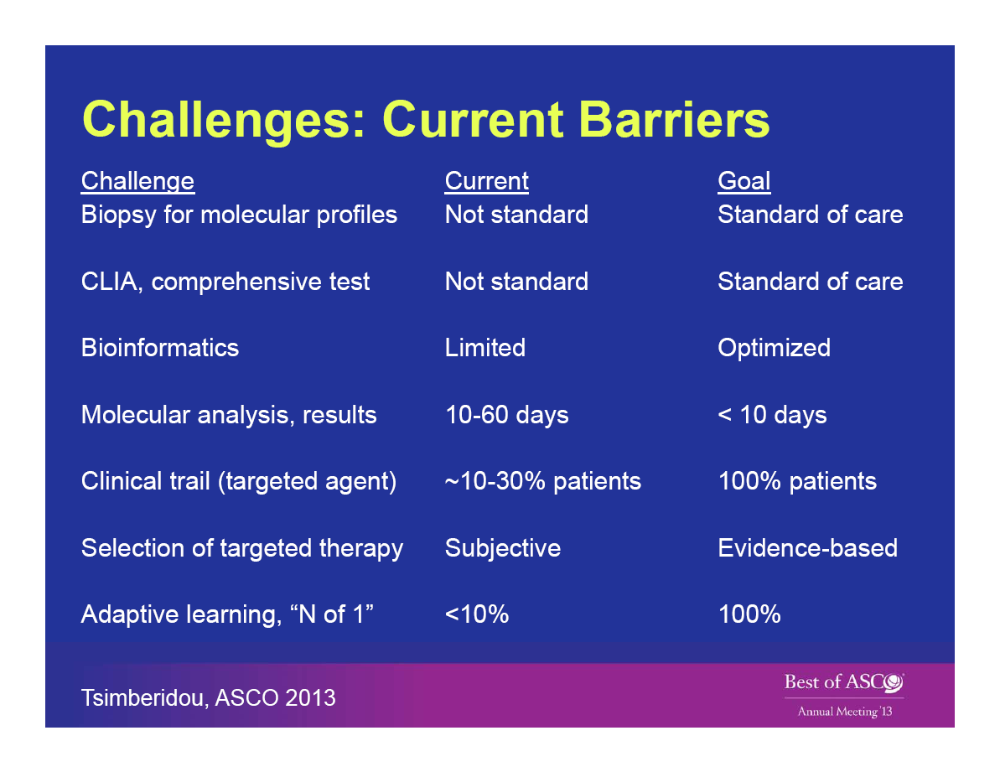 Challenges: Current Barriers
Challenge Current Goal
Biopsy for molecular profiles Not standard Standard of care
CLIA, comprehensive test Not standard Standard of care
Bioinformatics Limited Optimized
Molecular analysis, results 10-60 days < 10 days
Clinical trail (targeted agent) ~10-30% patients 100% patients
Selection of targeted therapy Subjective Evidence-based
Adaptive learning, “N of 1” <10% 100%
Tsimberidou, ASCO 2013
Best of ASCO®
Annual Meeting '13